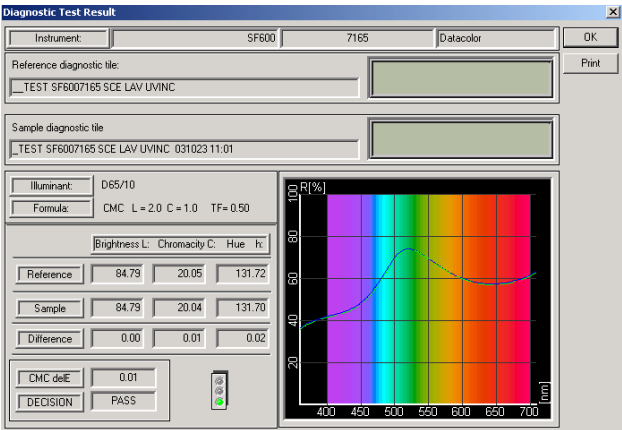 Diagnostic Test Result
Instrument: SF600 7165 Datacolor OK
Reference diagnostic tile: Print
__TEST SF6007165 SCE LAV UVINC
Sample diagnostic tile
_TEST SF6007165 SCE LAV UVINC 031023 11:01
Illuminant: D65/10
Formula: CMC L = 2.0 C = 1.0 TF= 0.50
Brightness L: Chromacity C: Hue h:
Reference 84.79 20.05 131.72
Sample 84.79 20.04 131.70
Difference 0.00 0.01 0.02
CMC delE 0.01
DECISION PASS
R[%]
100
80
60
40
20
400 450 500 550 600 650 700
[nm]